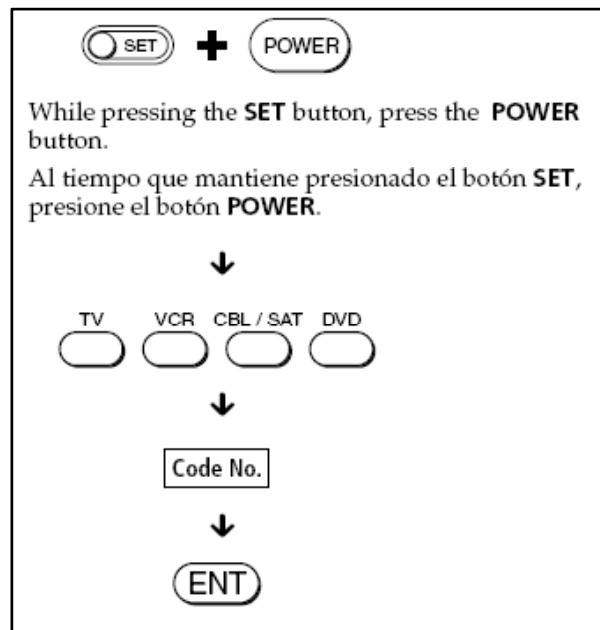 SET + POWER
While pressing the SET button, press the POWER
button.
Al tiempo que mantiene presionado el botón SET,
presione el botón POWER.
TV VCR CBL / SAT DVD
Code No.
ENT